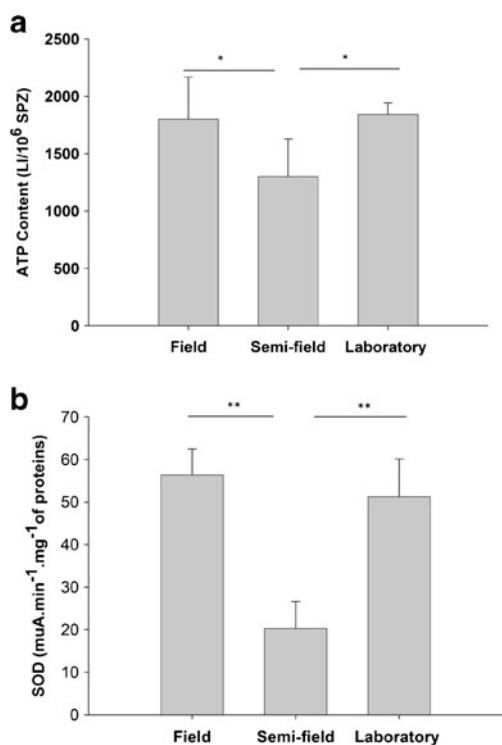 a
ATP Content (LI/10⁶ SPZ)
2500
2000
1500
1000
500
0
* *
Field Semi-field Laboratory
b
SOD (muA.min⁻¹.mg⁻¹of proteins)
70
60
50
40
30
20
10
0
** **
Field Semi-field Laboratory